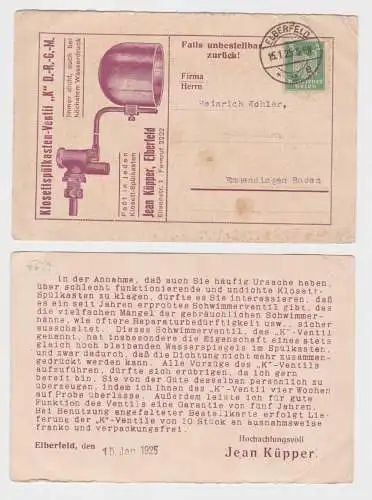 Klosettspülkasten-Ventil „K" D.-R.-G.-M.
Immer dicht, auch bei
höchstem Wasserdruck
Paßt in jeden
Klosett-Spülkasten
Jean Küpper, Elberfeld
Falls unbestellbar,
zurück!
ELBERFELD
Firma
Herrn
Heinrich Kohler,
Emmendingen Baden
In der Annahme, daß auch Sie häufig Ursache haben,
über schlecht funktionierende und undichte Klosett-
Spülkasten zu klagen, dürfte es Sie interessieren, daß
es ein seit Jahren erprobtes Schwimmerventil gibt, das
die vielfachen Mängel der gebräuchlichen Schwimmer-
hähne, wie öftere Reparaturbedürftigkeit usw., sicher
ausschaltet. Dieses Schwimmerventil, das „K"-Ventil
genannt, hat insbesondere die Eigenschaft eines stets
gleich hoch bleibenden Wasserspiegels im Spülkasten,
und zwar dadurch, daß die Dichtung nicht mehr zusammen-
gedrückt werden kann. Alle Vorzüge des „K"-Ventils
aufzuführen, dürfte sich erübrigen, da ich gern
bereit bin, Sie von der Güte desselben persönlich zu
überzeugen, indem ich Ihnen das „K"-Ventil vier Wochen
auf Probe überlasse. Außerdem leiste ich für gute
Funktion des Ventils eine Garantie von fünf Jahren.
Bei Benutzung angefalteter Bestellkarte erfolgt Lie-
ferung der „K"-Ventile von 10 Stück an ausnahmsweise
franko und verpackungsfrei.
Hochachtungsvoll
Elberfeld, den 15 Jan 1925
Jean Küpper.